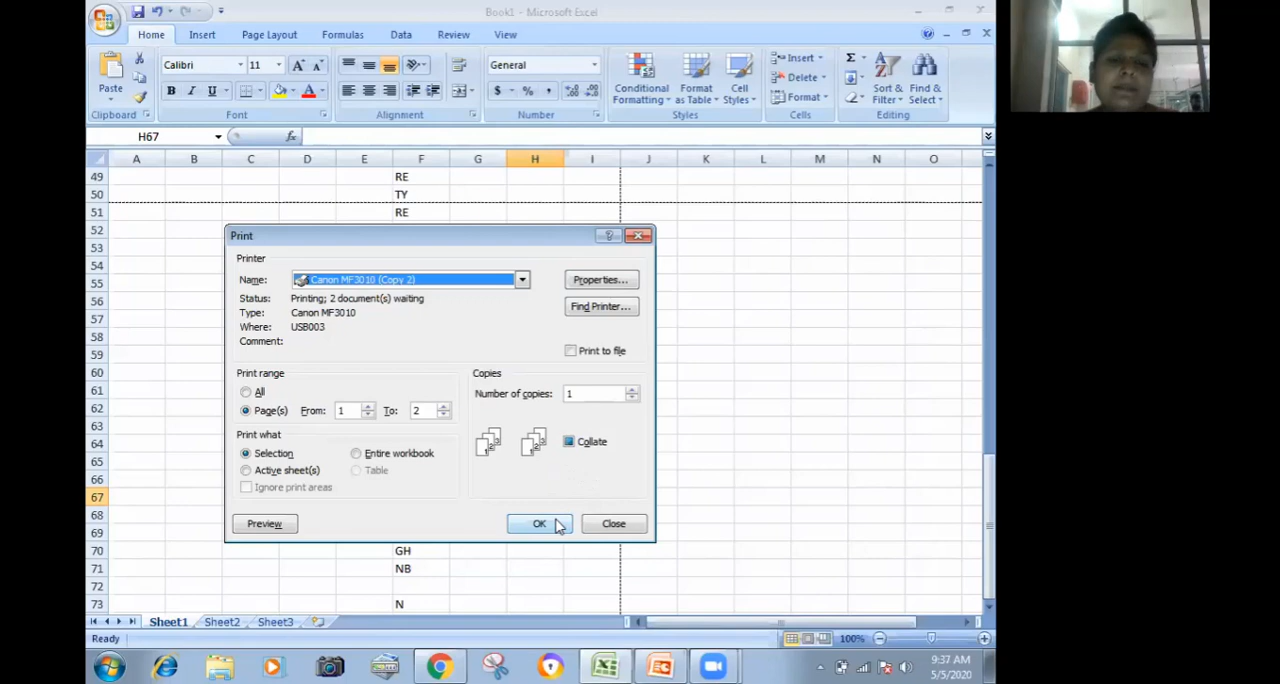 Book1 - Microsoft Excel
Home Insert Page Layout Formulas Data Review View
Paste
Clipboard
Calibri 11
B I U
Font
Alignment
General
$ % ,
Number
Conditional Formatting
Format as Table
Cell Styles
Styles
Insert
Delete
Format
Cells
Σ
Sort & Filter
Find & Select
Editing
H67 fx
A B C D E F G H I J K L M N O
49 RE
50 TY
51 RE
52
53
54
55
56
57
58
59
60
61
62
63
64
65
66
67
68
69
70 GH
71 NB
72
73 N
Print
Printer
Name: Canon MF3010 (Copy 2) Properties...
Status: Printing; 2 document(s) waiting
Type: Canon MF3010 Find Printer...
Where: USB003
Comment:
Print to file
Print range
All
Page(s) From: 1 To: 2
Copies
Number of copies: 1
Collate
Print what
Selection Entire workbook
Active sheet(s) Table
Ignore print areas
Preview OK Close
Sheet1 Sheet2 Sheet3
Ready 100%
9:37 AM
5/5/2020